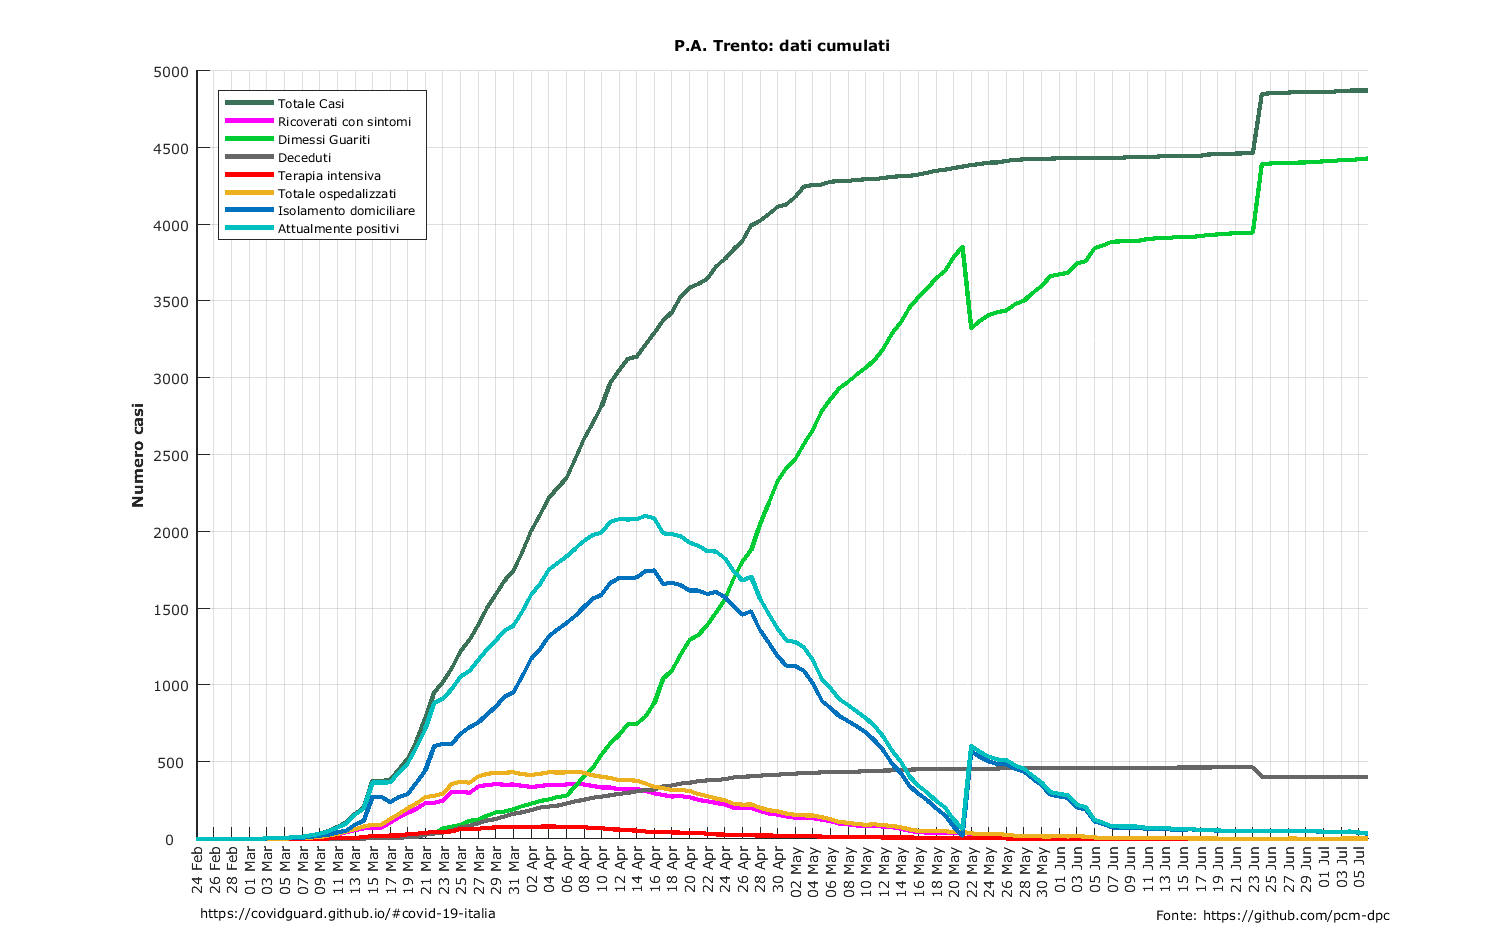 P.A. Trento: dati cumulati
5000
4500
4000
3500
3000
2500
2000
1500
1000
500
0
Numero casi
Totale Casi
Ricoverati con sintomi
Dimessi Guariti
Deceduti
Terapia intensiva
Totale ospedalizzati
Isolamento domiciliare
Attualmente positivi
24 Feb
26 Feb
28 Feb
01 Mar
03 Mar
05 Mar
07 Mar
09 Mar
11 Mar
13 Mar
15 Mar
17 Mar
19 Mar
21 Mar
23 Mar
25 Mar
27 Mar
29 Mar
31 Mar
02 Apr
04 Apr
06 Apr
08 Apr
10 Apr
12 Apr
14 Apr
16 Apr
18 Apr
20 Apr
22 Apr
24 Apr
26 Apr
28 Apr
30 Apr
02 May
04 May
06 May
08 May
10 May
12 May
14 May
16 May
18 May
20 May
22 May
24 May
26 May
28 May
30 May
01 Jun
03 Jun
05 Jun
07 Jun
09 Jun
11 Jun
13 Jun
15 Jun
17 Jun
19 Jun
21 Jun
23 Jun
25 Jun
27 Jun
29 Jun
01 Jul
03 Jul
05 Jul
https://covidguard.github.io/#covid-19-italia
Fonte: https://github.com/pcm-dpc